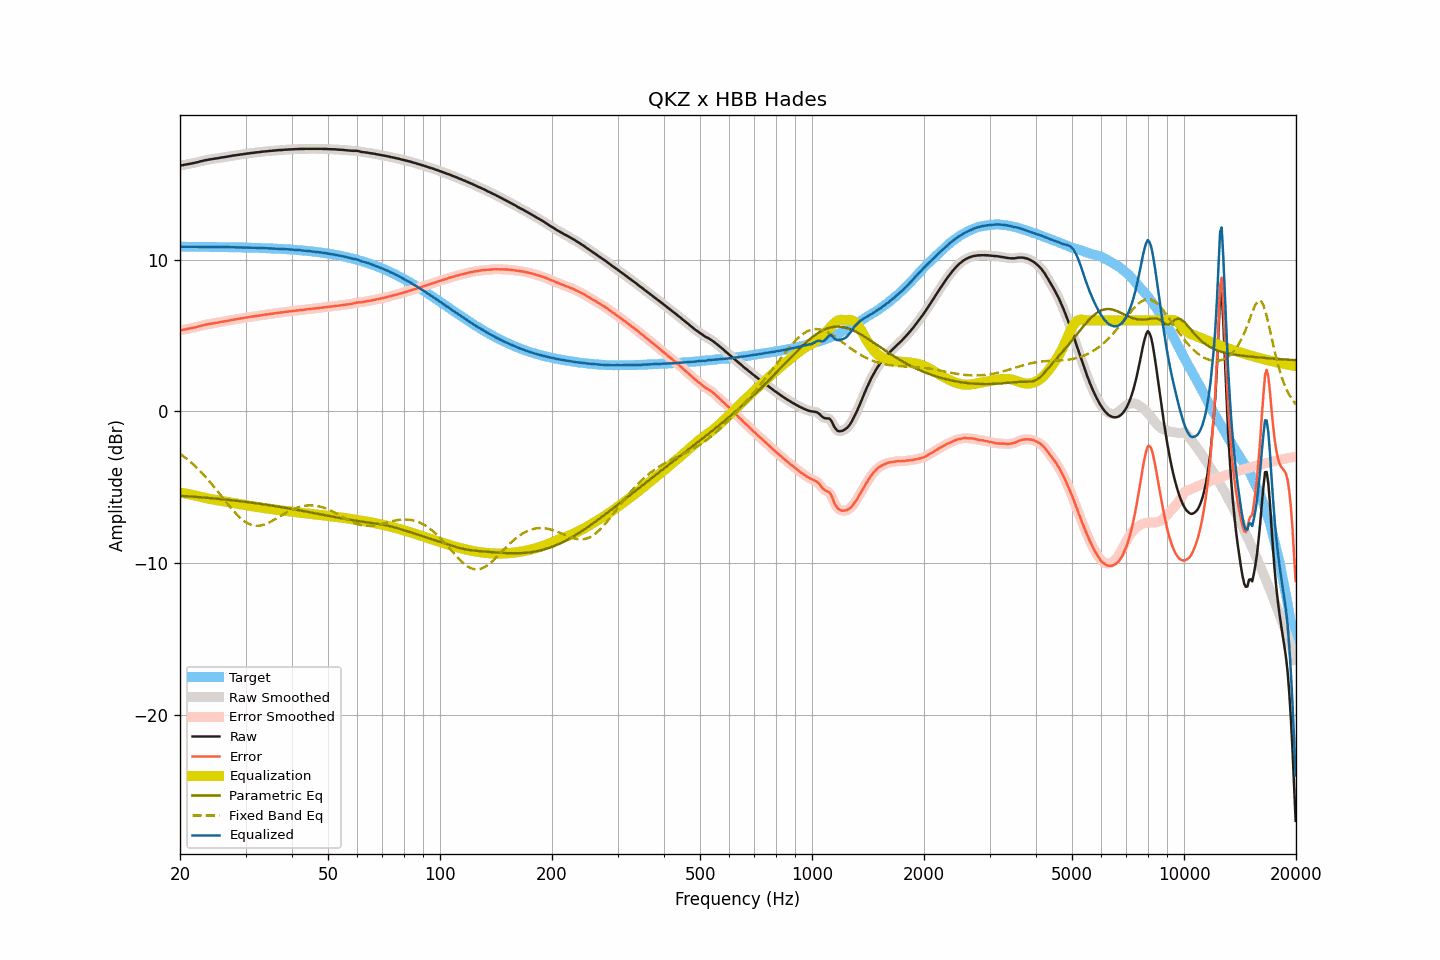 QKZ x HBB Hades
Amplitude (dBr)
10
0
−10
−20
Target
Raw Smoothed
Error Smoothed
Raw
Error
Equalization
Parametric Eq
Fixed Band Eq
Equalized
20 50 100 200 500 1000 2000 5000 10000 20000
Frequency (Hz)